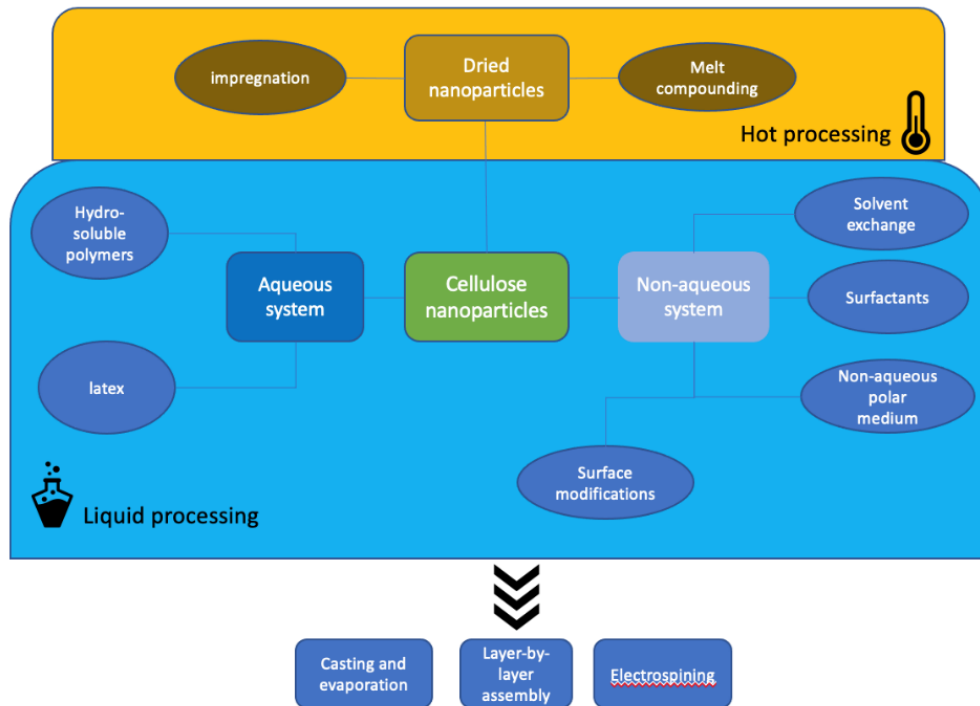 impregnation
Dried
nanoparticles
Melt
compounding
Hot processing
Hydro-
soluble
polymers
Aqueous
system
Cellulose
nanoparticles
Non-aqueous
system
Solvent
exchange
Surfactants
latex
Non-aqueous
polar
medium
Surface
modifications
Liquid processing
Casting and
evaporation
Layer-by-
layer
assembly
Electrospining